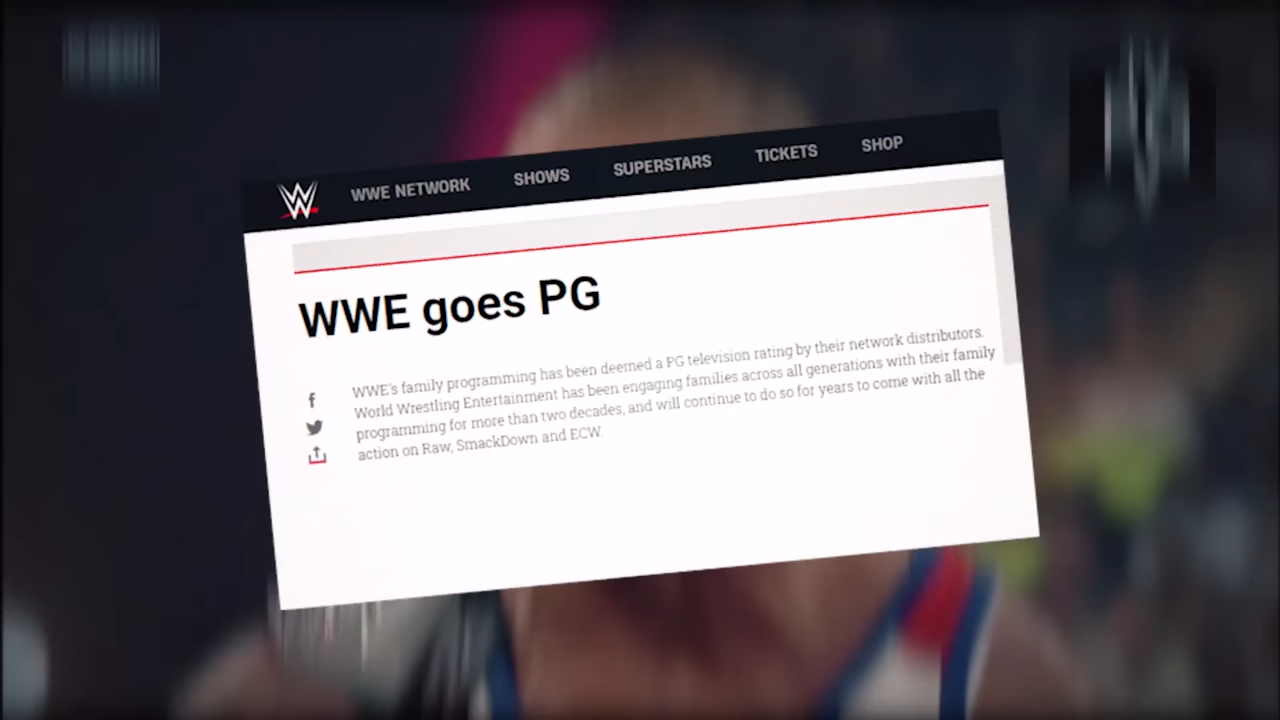 WWE NETWORK SHOWS SUPERSTARS TICKETS SHOP
WWE goes PG
WWE's family programming has been deemed a PG television rating by their network distributors.
World Wrestling Entertainment has been engaging families across all generations with their family
programming for more than two decades, and will continue to do so for years to come with all the
action on Raw, SmackDown and ECW.